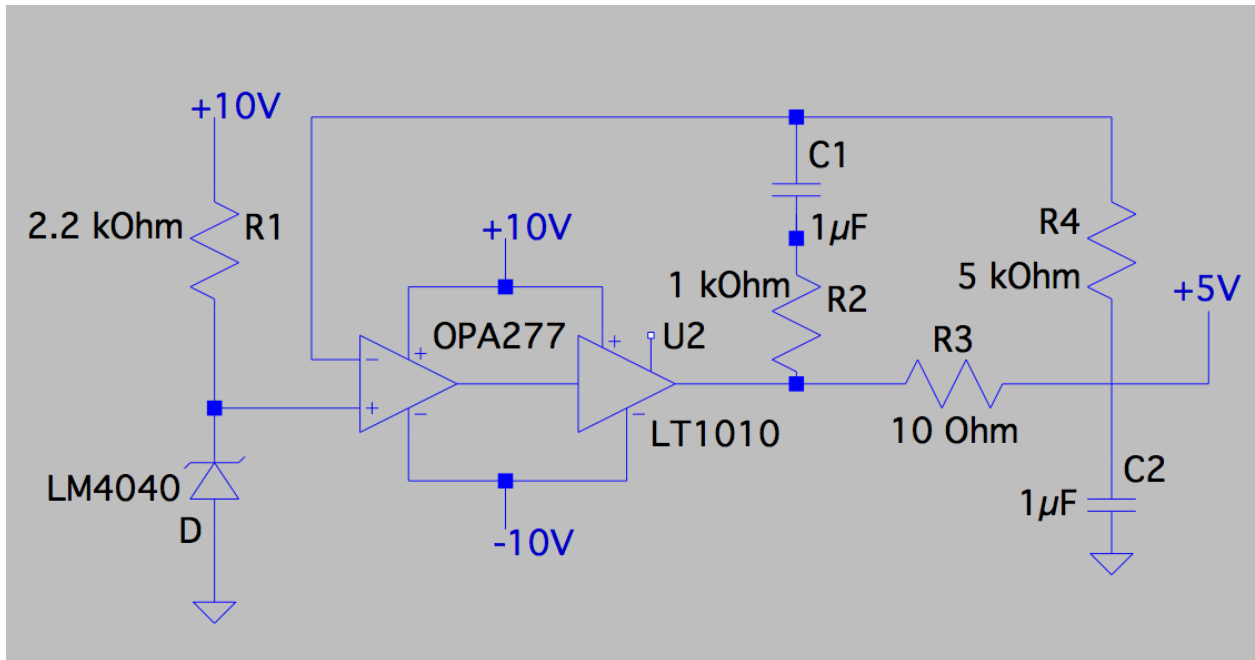 +10V
2.2 kOhm
R1
LM4040
D
+10V
OPA277
-10V
U2
LT1010
C1
1µF
1 kOhm
R2
R3
10 Ohm
R4
5 kOhm
+5V
C2
1µF